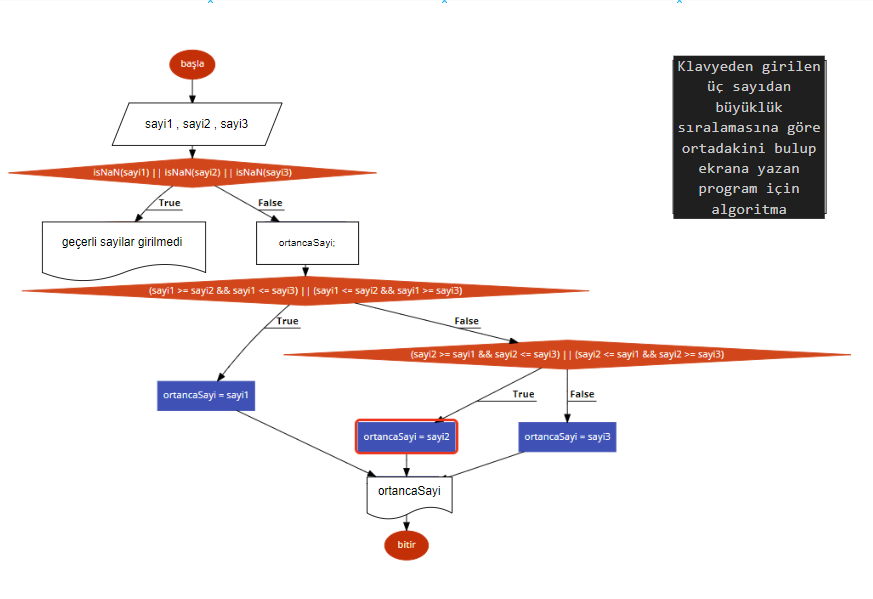 başla
Klavyeden girilen
üç sayıdan
büyüklük
sıralamasına göre
ortadakini bulup
ekrana yazan
program için
algoritma
sayi1 , sayi2 , sayi3
isNaN(sayi1) || isNaN(sayi2) || isNaN(sayi3)
True
False
geçerli sayilar girilmedi
ortancaSayi;
(sayi1 >= sayi2 && sayi1 <= sayi3) || (sayi1 <= sayi2 && sayi1 >= sayi3)
True
False
(sayi2 >= sayi1 && sayi2 <= sayi3) || (sayi2 <= sayi1 && sayi2 >= sayi3)
True
False
ortancaSayi = sayi1
ortancaSayi = sayi2
ortancaSayi = sayi3
ortancaSayi
bitir